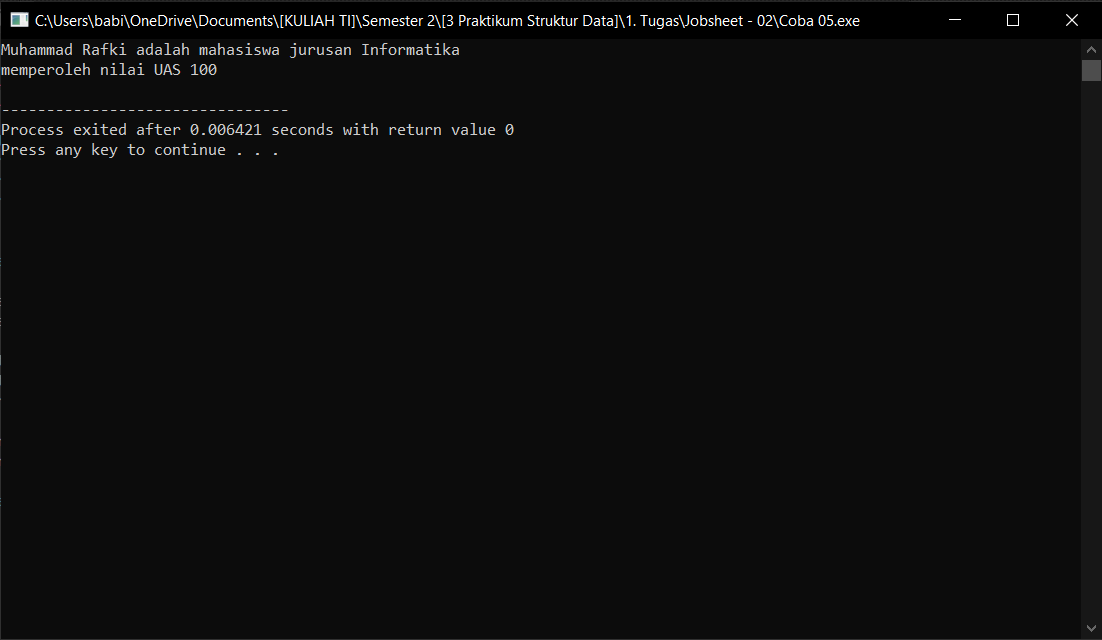 C:\Users\babi\OneDrive\Documents\[KULIAH TI]\Semester 2\[3 Praktikum Struktur Data]\1. Tugas\Jobsheet - 02\Coba 05.exe
Muhammad Rafki adalah mahasiswa jurusan Informatika
memperoleh nilai UAS 100
--------------------------------
Process exited after 0.006421 seconds with return value 0
Press any key to continue . . .